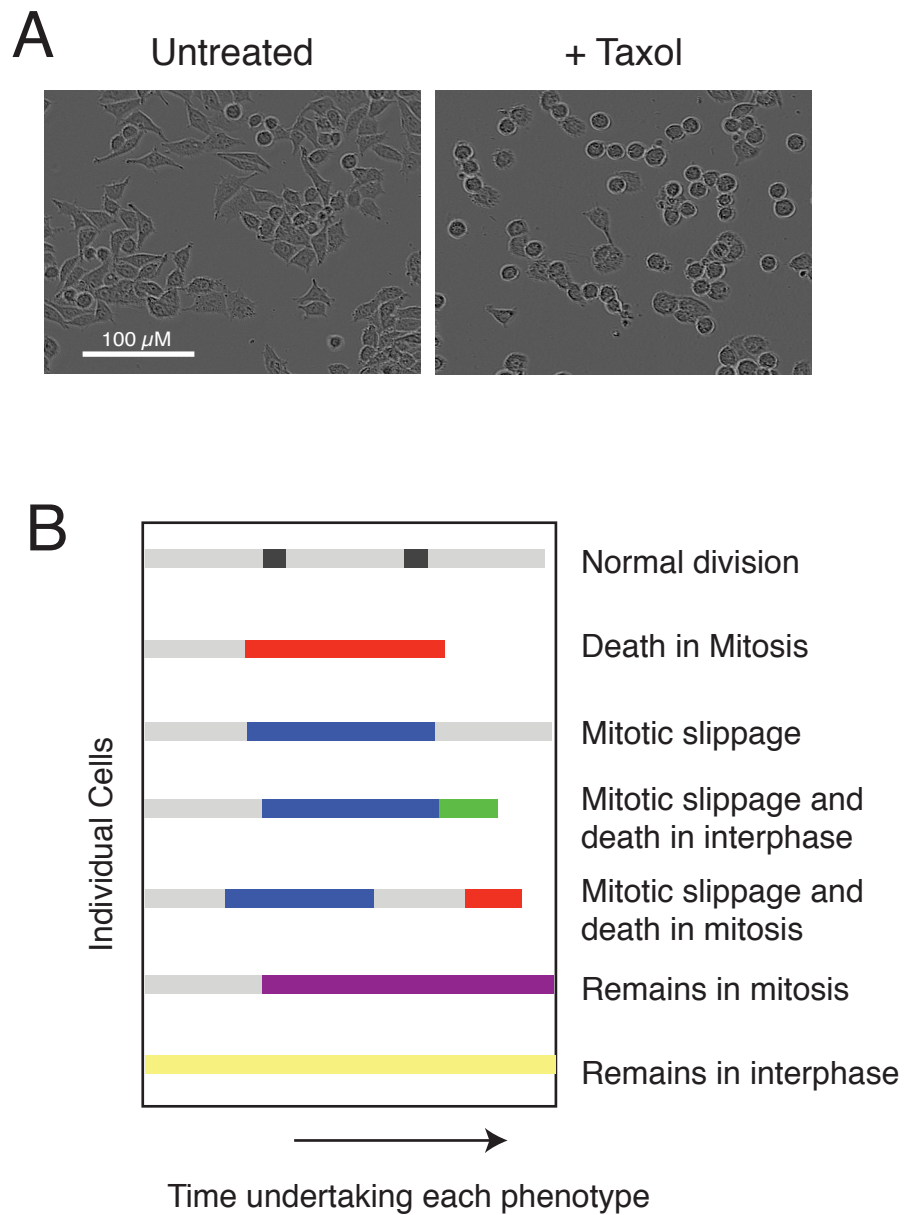 A
Untreated
+ Taxol
100 µM
B
Individual Cells
Normal division
Death in Mitosis
Mitotic slippage
Mitotic slippage and
death in interphase
Mitotic slippage and
death in mitosis
Remains in mitosis
Remains in interphase
Time undertaking each phenotype